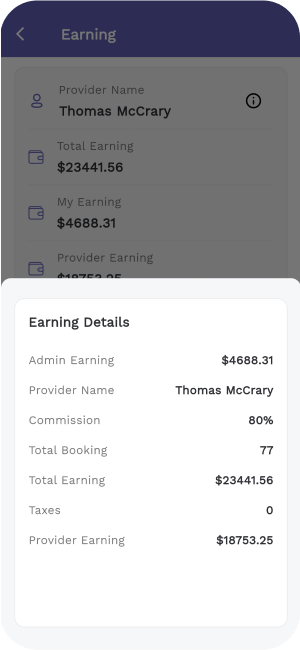 Earning
Provider Name
Thomas McCrary
Total Earning
$23441.56
My Earning
$4688.31
Provider Earning
$18753.25
Earning Details
Admin Earning $4688.31
Provider Name Thomas McCrary
Commission 80%
Total Booking 77
Total Earning $23441.56
Taxes 0
Provider Earning $18753.25